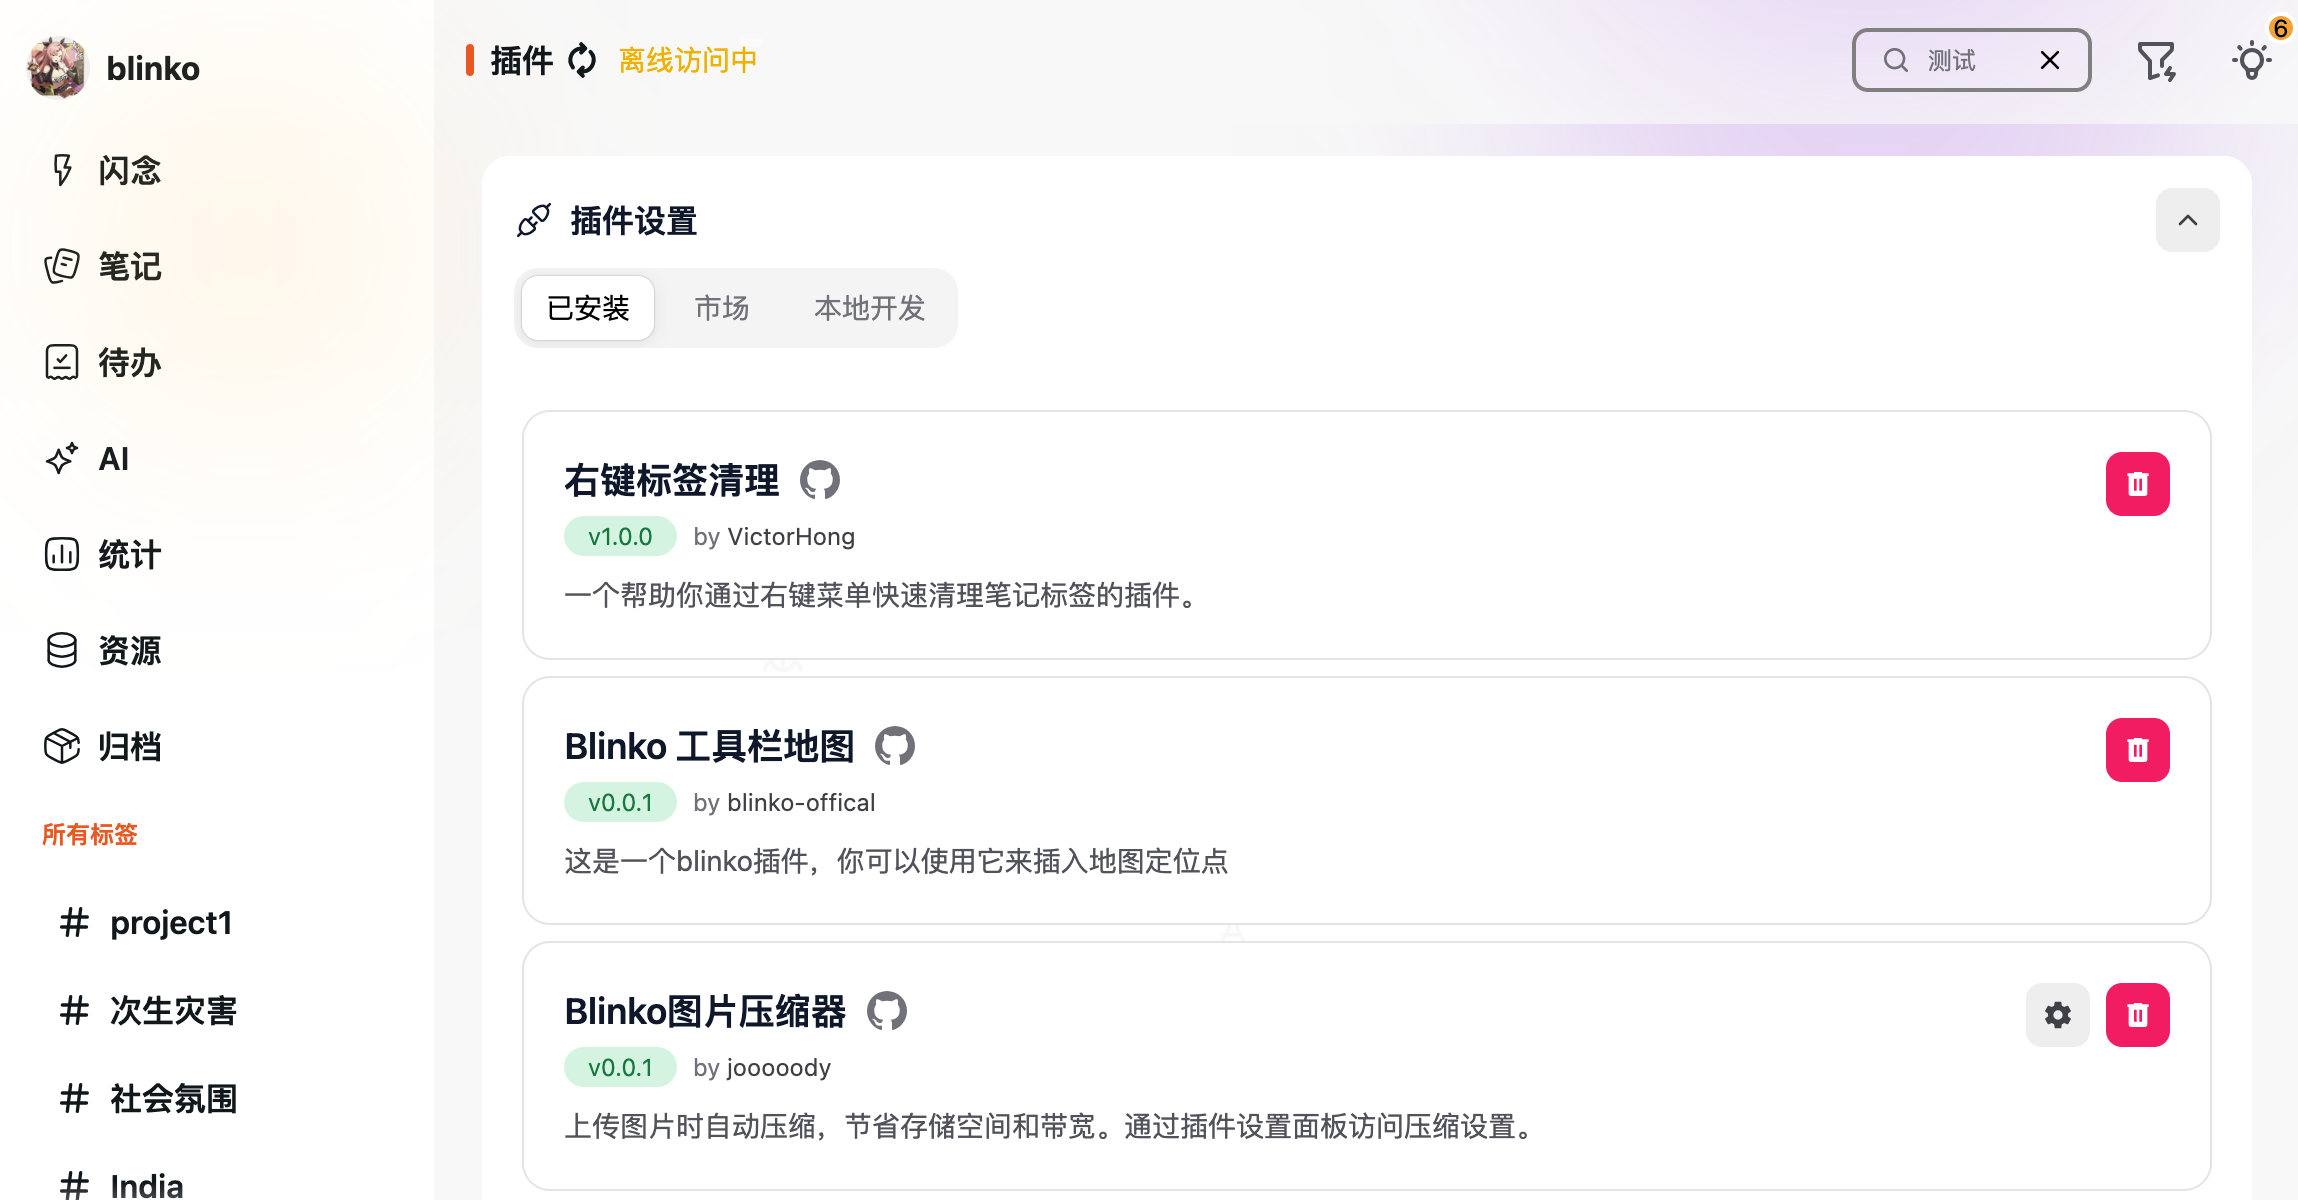 blinko
闪念
笔记
待办
AI
统计
资源
归档
所有标签
# project1
# 次生灾害
# 社会氛围
# India
插件 离线访问中
测试
6
插件设置
已安装 市场 本地开发
右键标签清理
v1.0.0 by VictorHong
一个帮助你通过右键菜单快速清理笔记标签的插件。
Blinko 工具栏地图
v0.0.1 by blinko-offical
这是一个blinko插件，你可以使用它来插入地图定位点
Blinko图片压缩器
v0.0.1 by jooooody
上传图片时自动压缩，节省存储空间和带宽。通过插件设置面板访问压缩设置。